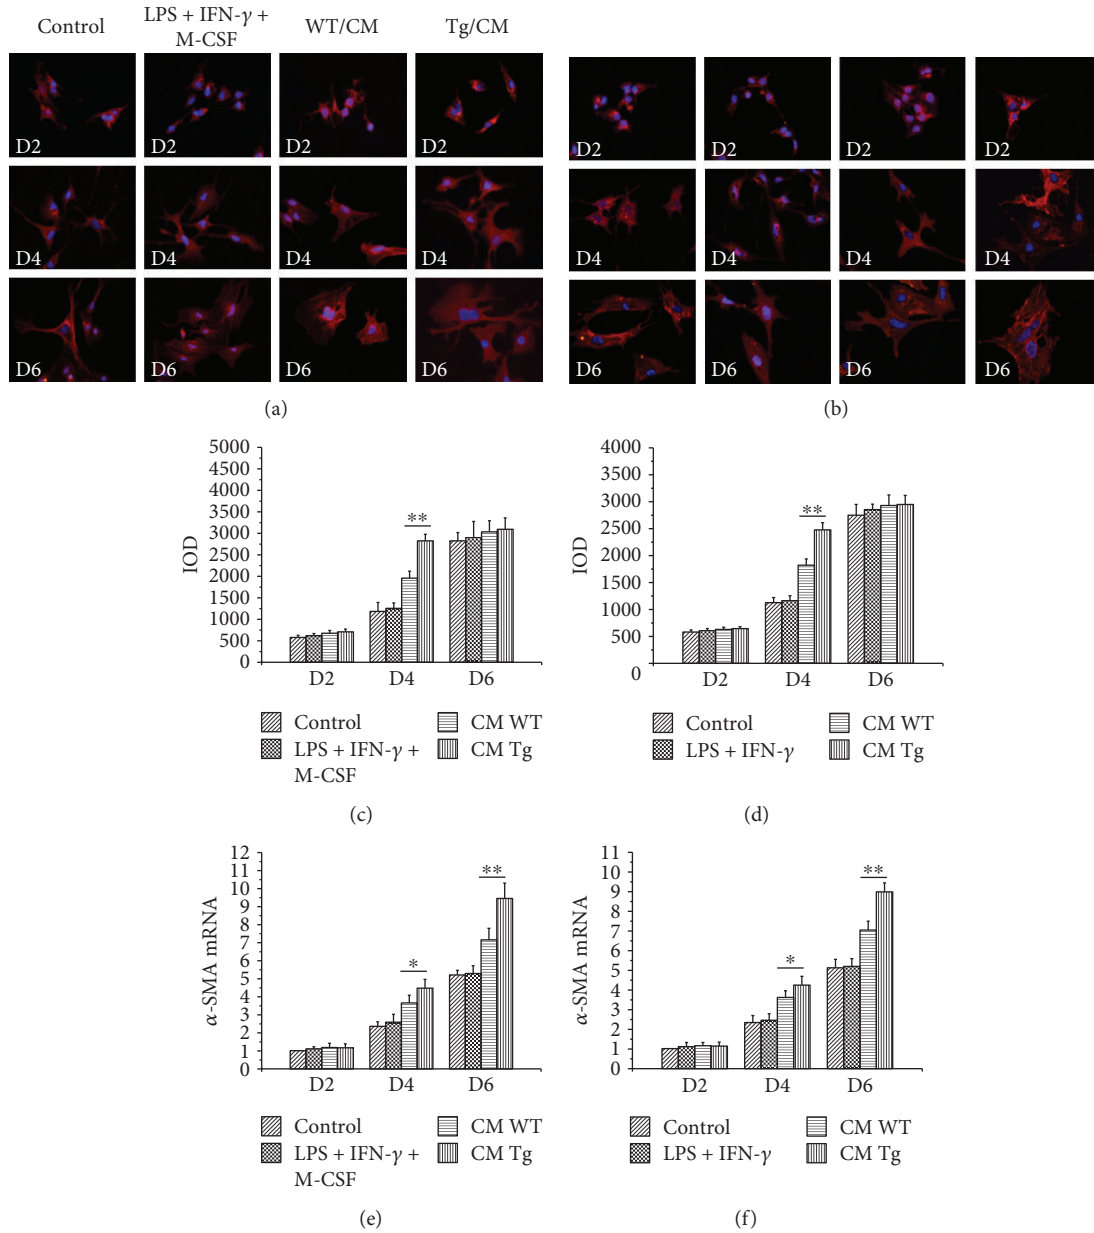 Control
LPS + IFN-γ +
M-CSF
WT/CM
Tg/CM
D2 D2 D2 D2 D2 D2 D2 D2
D4 D4 D4 D4 D4 D4 D4 D4
D6 D6 D6 D6 D6 D6 D6 D6
(a)
(b)
5000
4500
4000
3500
3000
2500
2000
1500
1000
500
0
IOD
**
D2 D4 D6
Control
LPS + IFN-γ +
M-CSF
CM WT
CM Tg
(c)
4000
3500
3000
2500
2000
1500
1000
500
0
IOD
**
D2 D4 D6
Control
LPS + IFN-γ
CM WT
CM Tg
(d)
12
11
10
9
8
7
6
5
4
3
2
1
0
α-SMA mRNA
*
**
D2 D4 D6
Control
LPS + IFN-γ +
M-CSF
CM WT
CM Tg
(e)
11
10
9
8
7
6
5
4
3
2
1
0
α-SMA mRNA
*
**
D2 D4 D6
Control
LPS + IFN-γ
CM WT
CM Tg
(f)